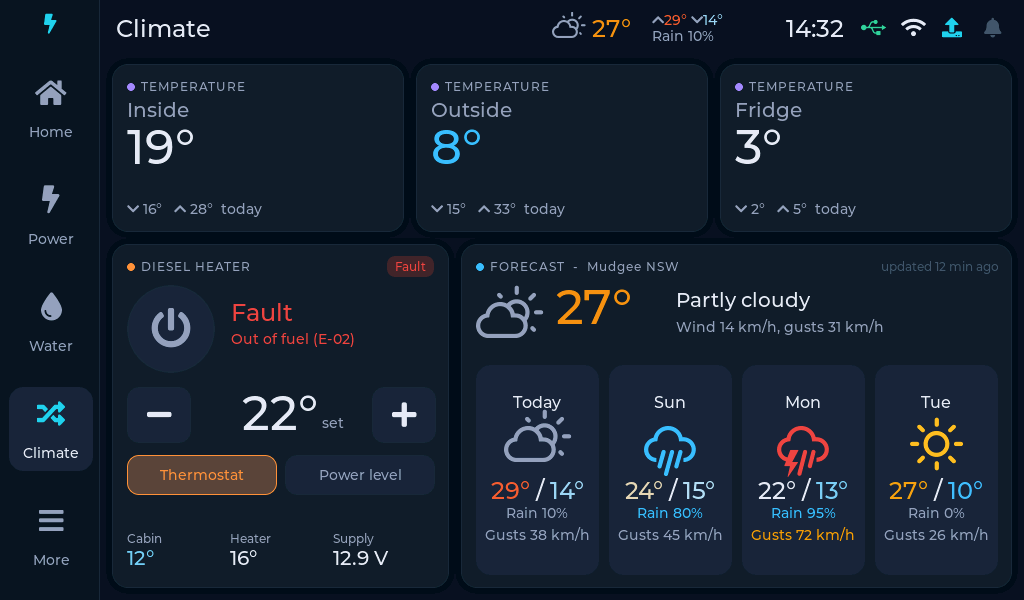 Climate
27°
29° 14°
Rain 10%
14:32
Home
Power
Water
Climate
More
TEMPERATURE
Inside
19°
16° 28° today
TEMPERATURE
Outside
8°
15° 33° today
TEMPERATURE
Fridge
3°
2° 5° today
DIESEL HEATER
Fault
Fault
Out of fuel (E-02)
22° set
Thermostat
Power level
Cabin
12°
Heater
16°
Supply
12.9 V
FORECAST - Mudgee NSW
updated 12 min ago
27°
Partly cloudy
Wind 14 km/h, gusts 31 km/h
Today
29° / 14°
Rain 10%
Gusts 38 km/h
Sun
24° / 15°
Rain 80%
Gusts 45 km/h
Mon
22° / 13°
Rain 95%
Gusts 72 km/h
Tue
27° / 10°
Rain 0%
Gusts 26 km/h